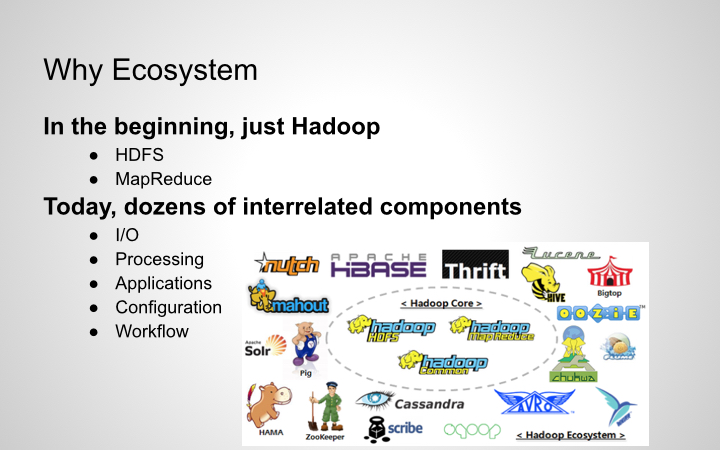 Why Ecosystem
In the beginning, just Hadoop
● HDFS
● MapReduce
Today, dozens of interrelated components
● I/O
● Processing
● Applications
● Configuration
● Workflow
nutch
APACHE
HBASE
Thrift
Lucene
HIVE
Bigtop
mahout
< Hadoop Core >
OOZIE™
hadoop
HDFS
hadoop
MapReduce
Apache
Solr
Pig
hadoop
Common
chukwa
HAMA
ZooKeeper
Cassandra
scribe
sqoop
AVRO
< Hadoop Ecosystem >